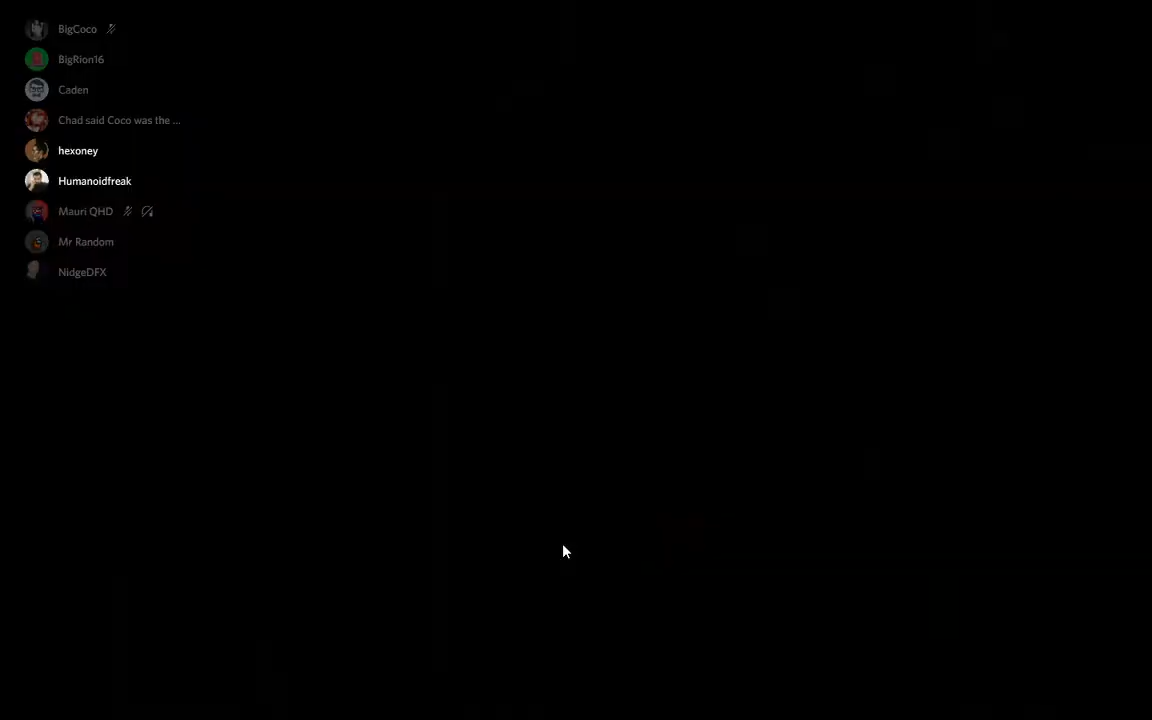 BigCoco
BigRion16
Caden
Chad said Coco was the ...
hexoney
Humanoidfreak
Mauri QHD
Mr Random
NidgeDFX